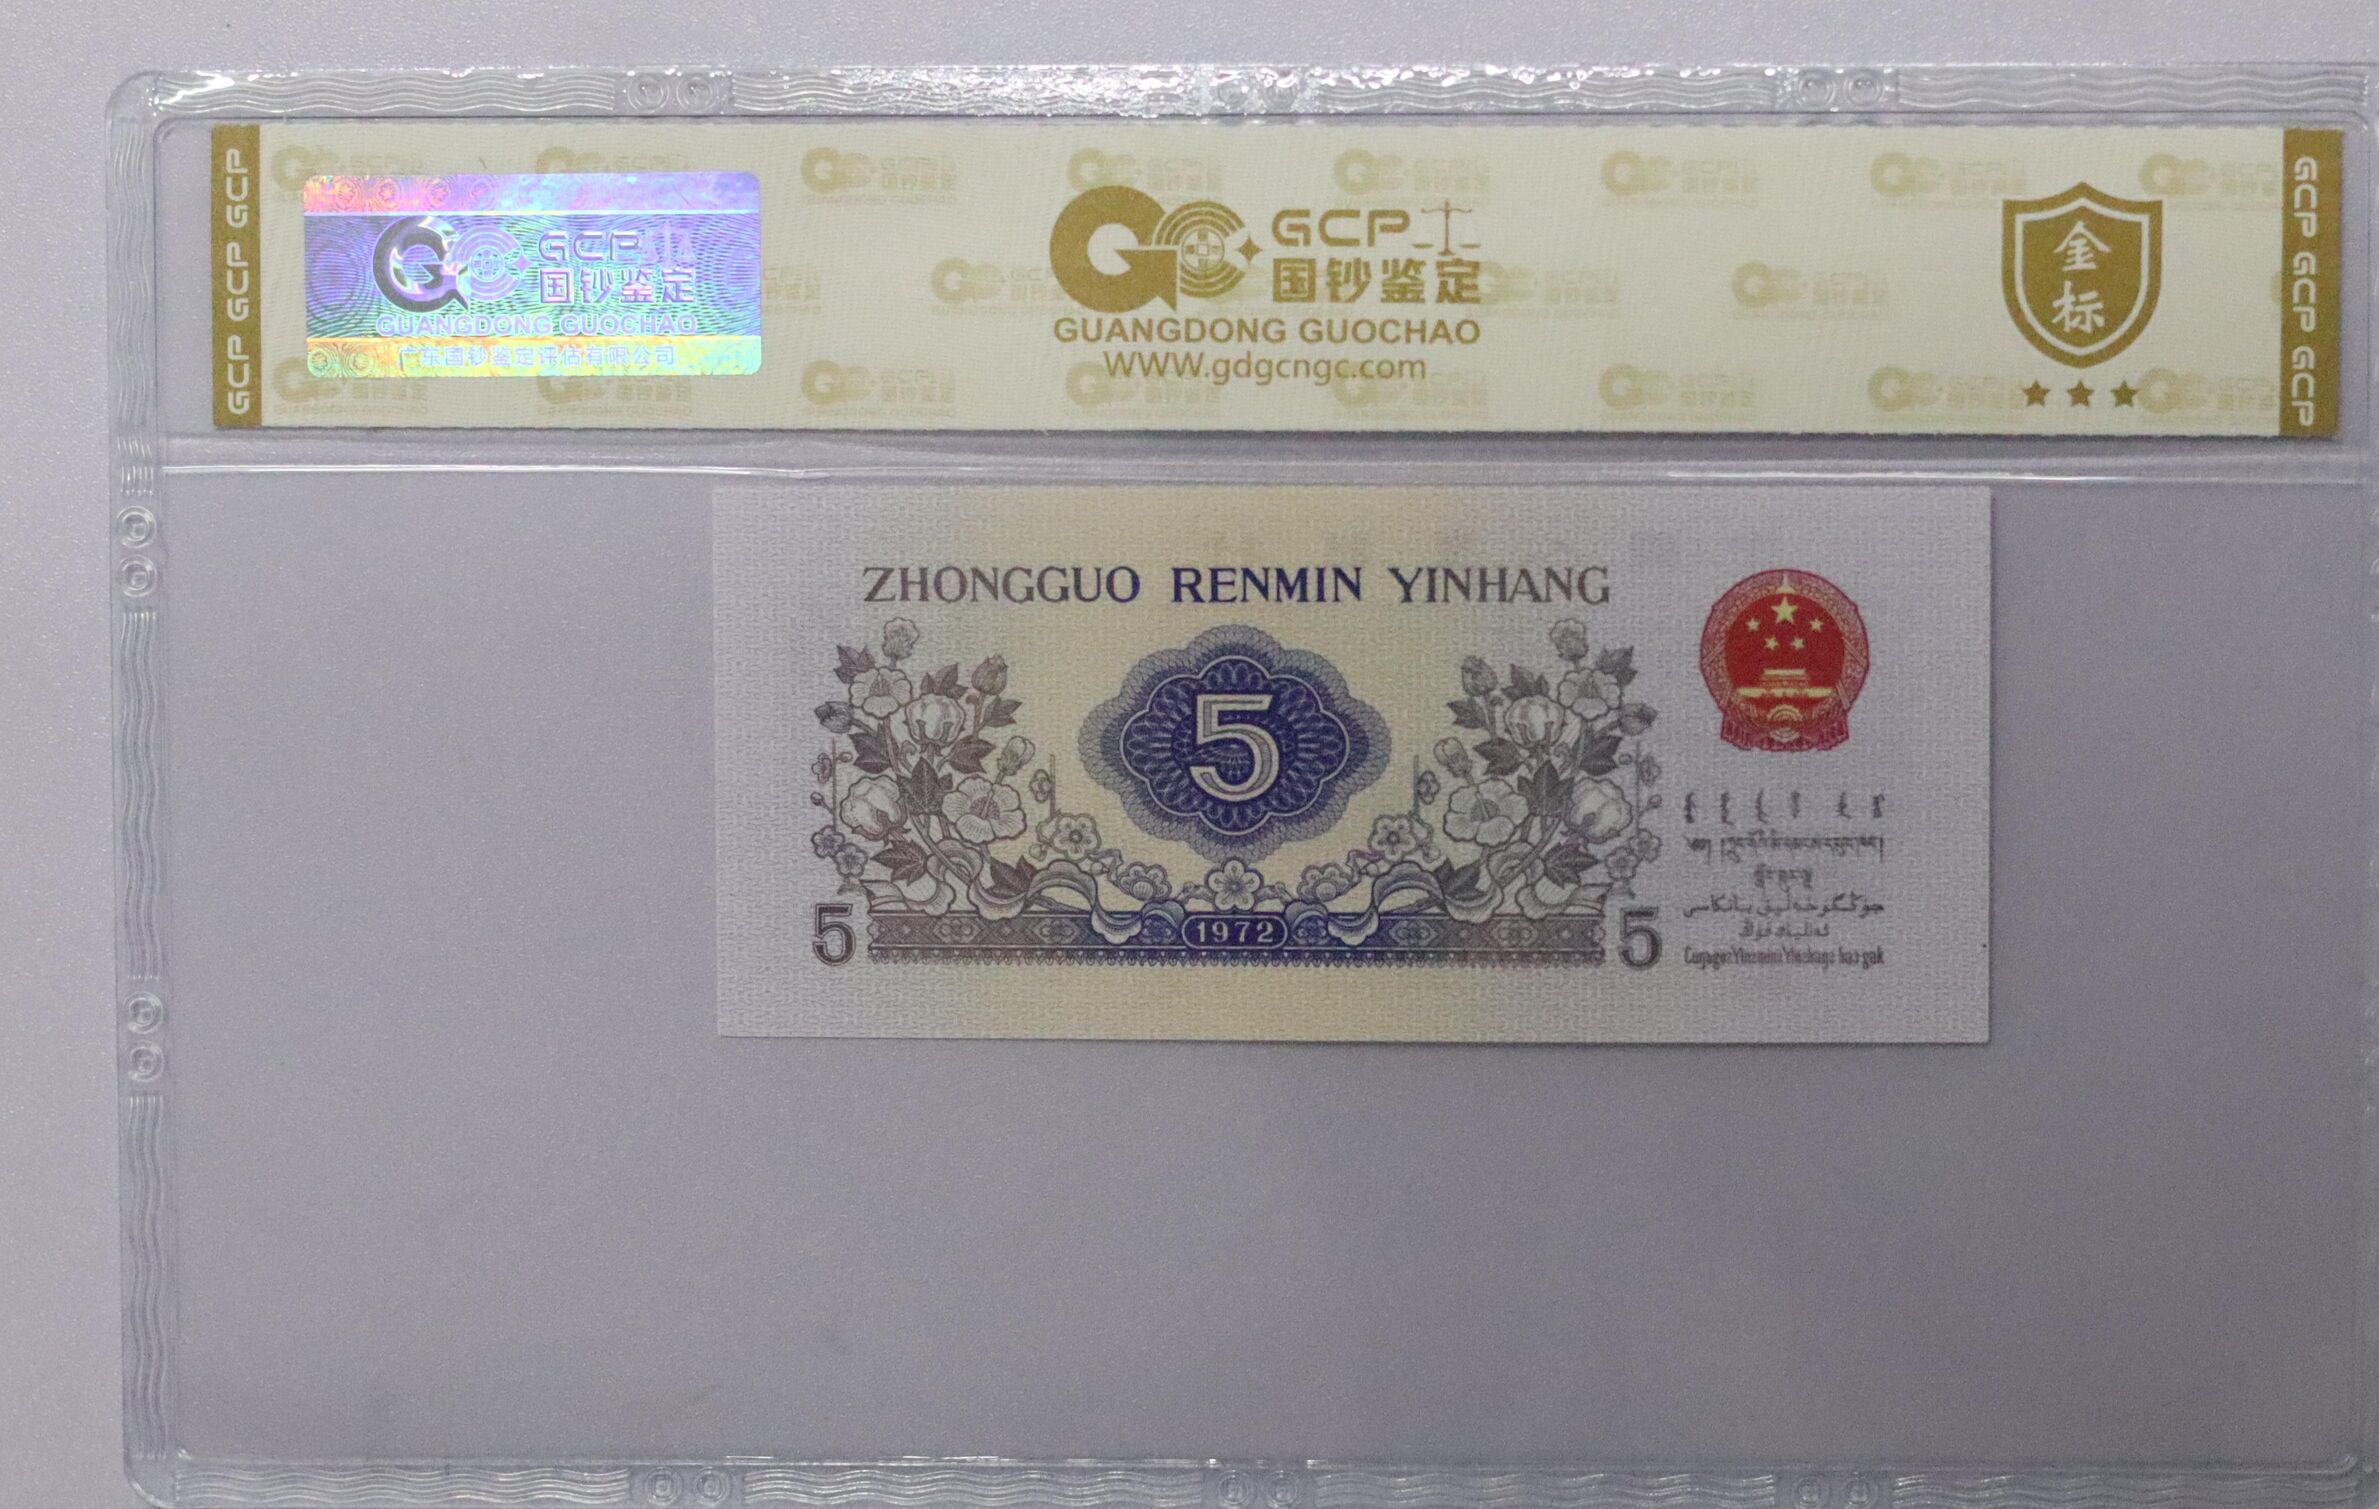 GCP GCP GCP
GCP
国钞鉴定
GUANGDONG GUOCHAO
广东国钞鉴定评估有限公司
GCP
国钞鉴定
GUANGDONG GUOCHAO
WWW.gdgcngc.com
金
标
GCP GCP GCP
ZHONGGUO RENMIN YINHANG
5
5
1972
5